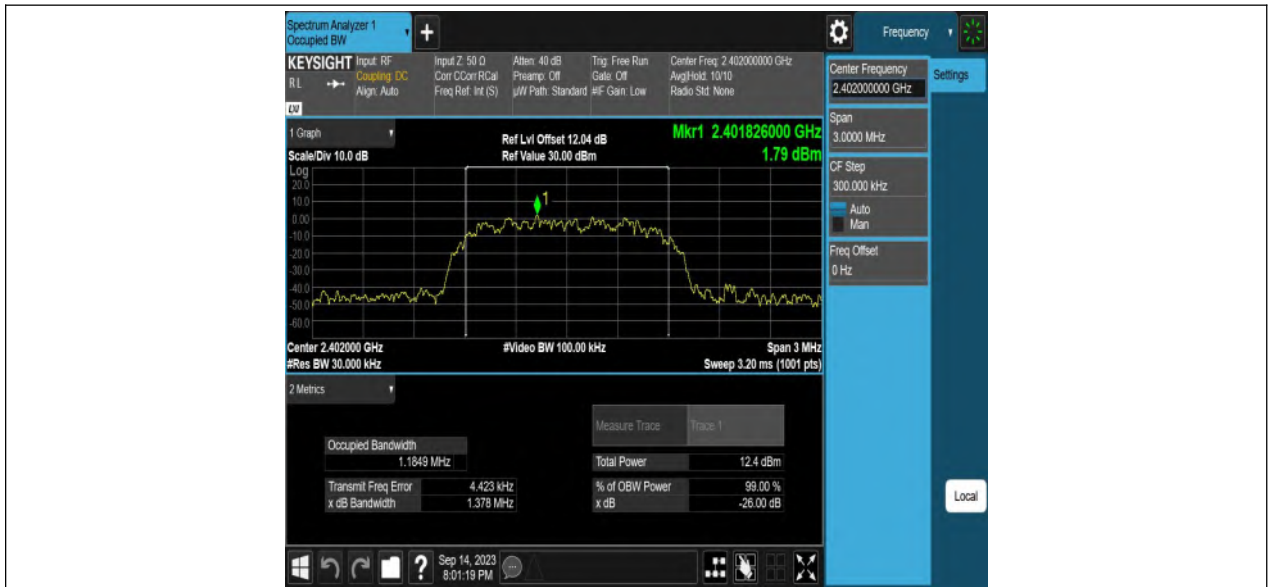 Spectrum Analyzer 1
Occupied BW
+
Frequency
KEYSIGHT
RL
LXI
Input: RF
Coupling: DC
Align: Auto
Input Z: 50 Ω
Corr CCorr RCal
Freq Ref: Int (S)
Atten: 40 dB
Preamp: Off
µW Path: Standard
Trig: Free Run
Gate: Off
#IF Gain: Low
Center Freq: 2.402000000 GHz
Avg|Hold: 10/10
Radio Std: None
Center Frequency
2.402000000 GHz
Settings
Span
3.0000 MHz
CF Step
300.000 kHz
Auto
Man
Freq Offset
0 Hz
Local
1 Graph
Scale/Div 10.0 dB
Ref Lvl Offset 12.04 dB
Ref Value 30.00 dBm
Mkr1 2.401826000 GHz
1.79 dBm
Log
20.0
10.0
0.00
-10.0
-20.0
-30.0
-40.0
-50.0
-60.0
1
Center 2.402000 GHz
#Res BW 30.000 kHz
#Video BW 100.00 kHz
Span 3 MHz
Sweep 3.20 ms (1001 pts)
2 Metrics
Measure Trace Trace 1
Occupied Bandwidth
1.1849 MHz
Total Power 12.4 dBm
Transmit Freq Error 4.423 kHz
% of OBW Power 99.00 %
x dB Bandwidth 1.378 MHz
x dB -26.00 dB
?
Sep 14, 2023
8:01:19 PM